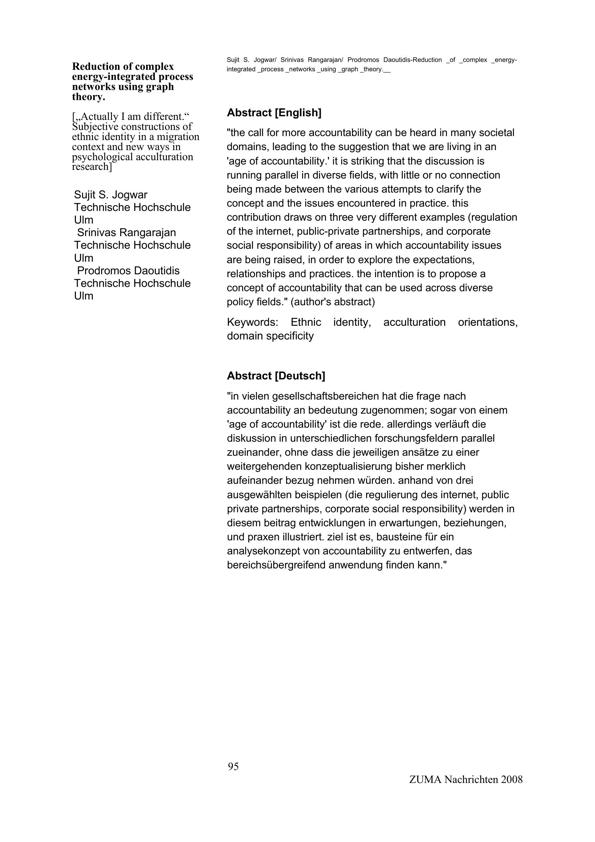 Reduction of complex
energy-integrated process
networks using graph
theory.
[„Actually I am different.“
Subjective constructions of
ethnic identity in a migration
context and new ways in
psychological acculturation
research]
Sujit S. Jogwar
Technische Hochschule
Ulm
Srinivas Rangarajan
Technische Hochschule
Ulm
Prodromos Daoutidis
Technische Hochschule
Ulm
Sujit S. Jogwar/ Srinivas Rangarajan/ Prodromos Daoutidis-Reduction _of _complex _energy-
integrated _process _networks _using _graph _theory.__
Abstract [English]
"the call for more accountability can be heard in many societal
domains, leading to the suggestion that we are living in an
'age of accountability.' it is striking that the discussion is
running parallel in diverse fields, with little or no connection
being made between the various attempts to clarify the
concept and the issues encountered in practice. this
contribution draws on three very different examples (regulation
of the internet, public-private partnerships, and corporate
social responsibility) of areas in which accountability issues
are being raised, in order to explore the expectations,
relationships and practices. the intention is to propose a
concept of accountability that can be used across diverse
policy fields." (author's abstract)
Keywords: Ethnic identity, acculturation orientations,
domain specificity
Abstract [Deutsch]
"in vielen gesellschaftsbereichen hat die frage nach
accountability an bedeutung zugenommen; sogar von einem
'age of accountability' ist die rede. allerdings verläuft die
diskussion in unterschiedlichen forschungsfeldern parallel
zueinander, ohne dass die jeweiligen ansätze zu einer
weitergehenden konzeptualisierung bisher merklich
aufeinander bezug nehmen würden. anhand von drei
ausgewählten beispielen (die regulierung des internet, public
private partnerships, corporate social responsibility) werden in
diesem beitrag entwicklungen in erwartungen, beziehungen,
und praxen illustriert. ziel ist es, bausteine für ein
analysekonzept von accountability zu entwerfen, das
bereichsübergreifend anwendung finden kann."
95
ZUMA Nachrichten 2008